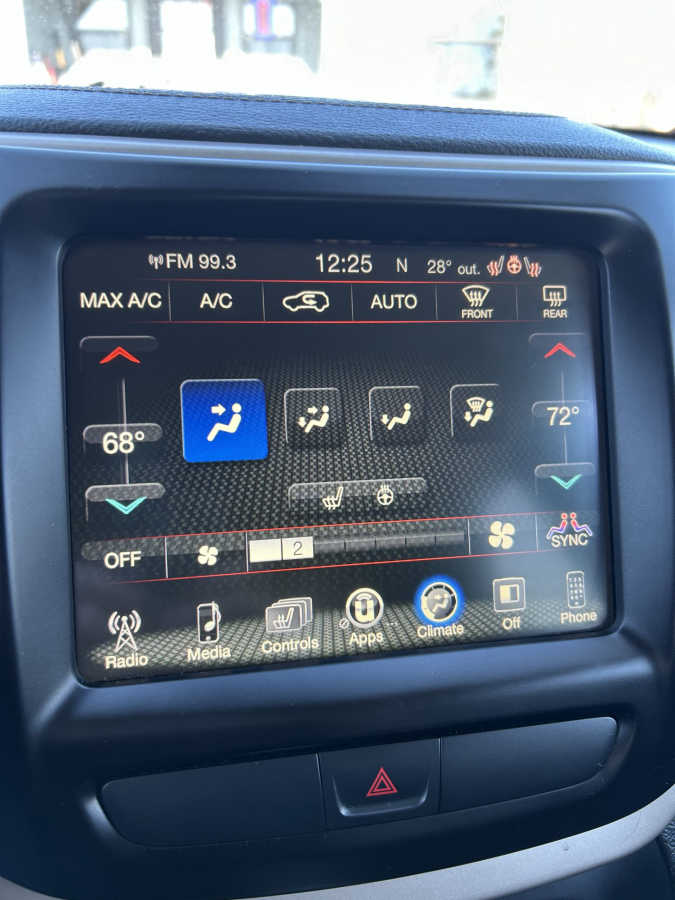 FM 99.3 12:25 N 28° out.
MAX A/C A/C AUTO FRONT REAR
68° 72°
OFF 2 SYNC
Radio Media Controls Apps Climate Off Phone